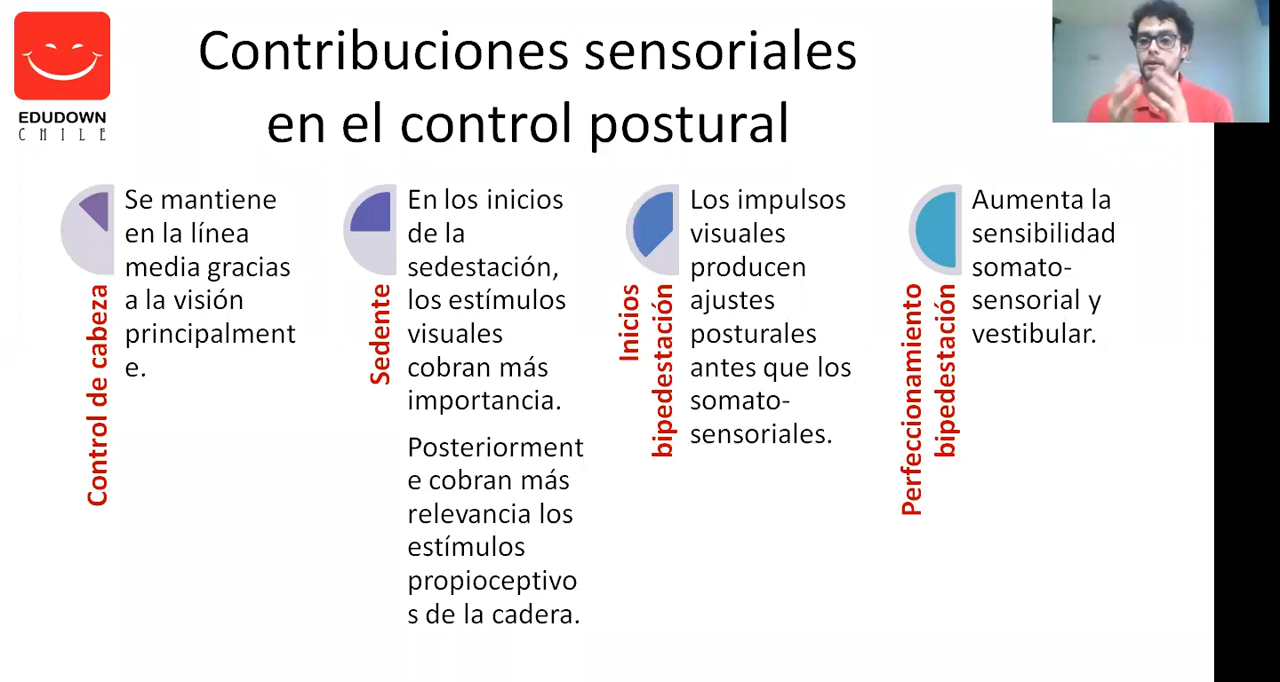 EDUDOWN
CHILE
Contribuciones sensoriales
en el control postural
Control de cabeza
Se mantiene
en la línea
media gracias
a la visión
principalment
e.
Sedente
En los inicios
de la
sedestación,
los estímulos
visuales
cobran más
importancia.
Posteriorment
e cobran más
relevancia los
estímulos
propioceptivo
s de la cadera.
Inicios
bipedestación
Los impulsos
visuales
producen
ajustes
posturales
antes que los
somato-
sensoriales.
Perfeccionamiento
bipedestación
Aumenta la
sensibilidad
somato-
sensorial y
vestibular.